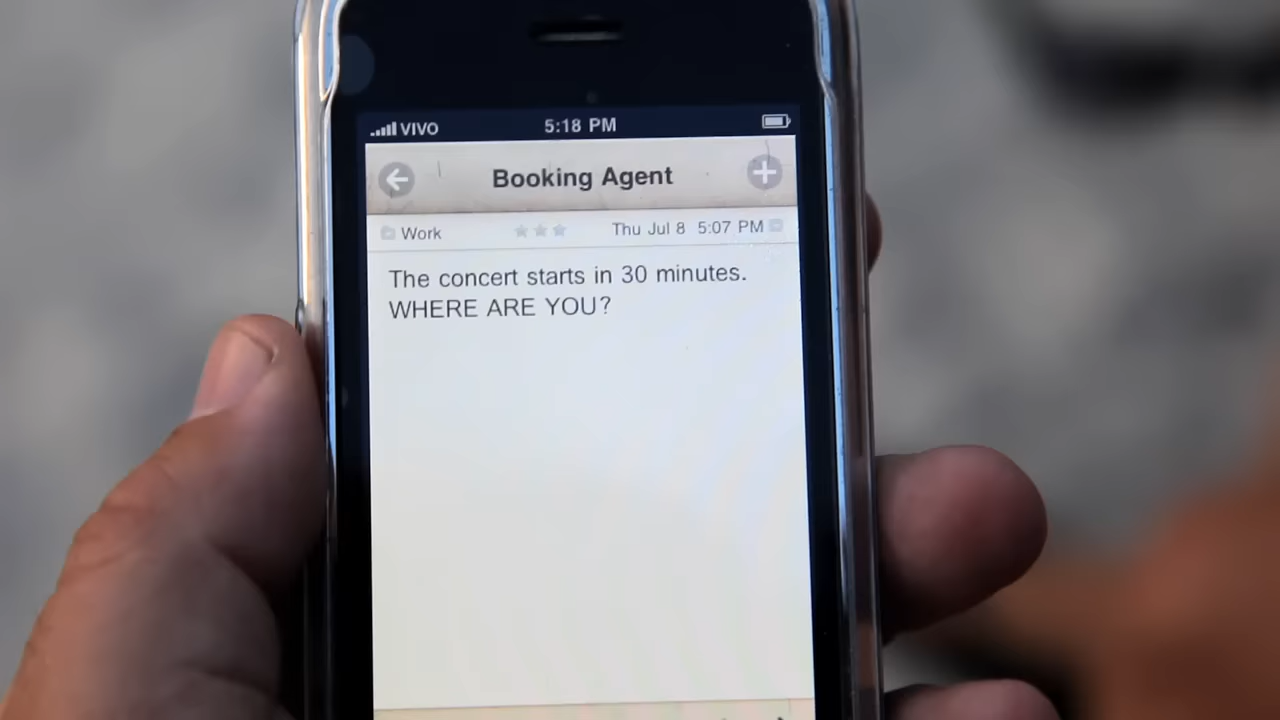 VIVO 5:18 PM
Booking Agent
Work Thu Jul 8 5:07 PM
The concert starts in 30 minutes.
WHERE ARE YOU?